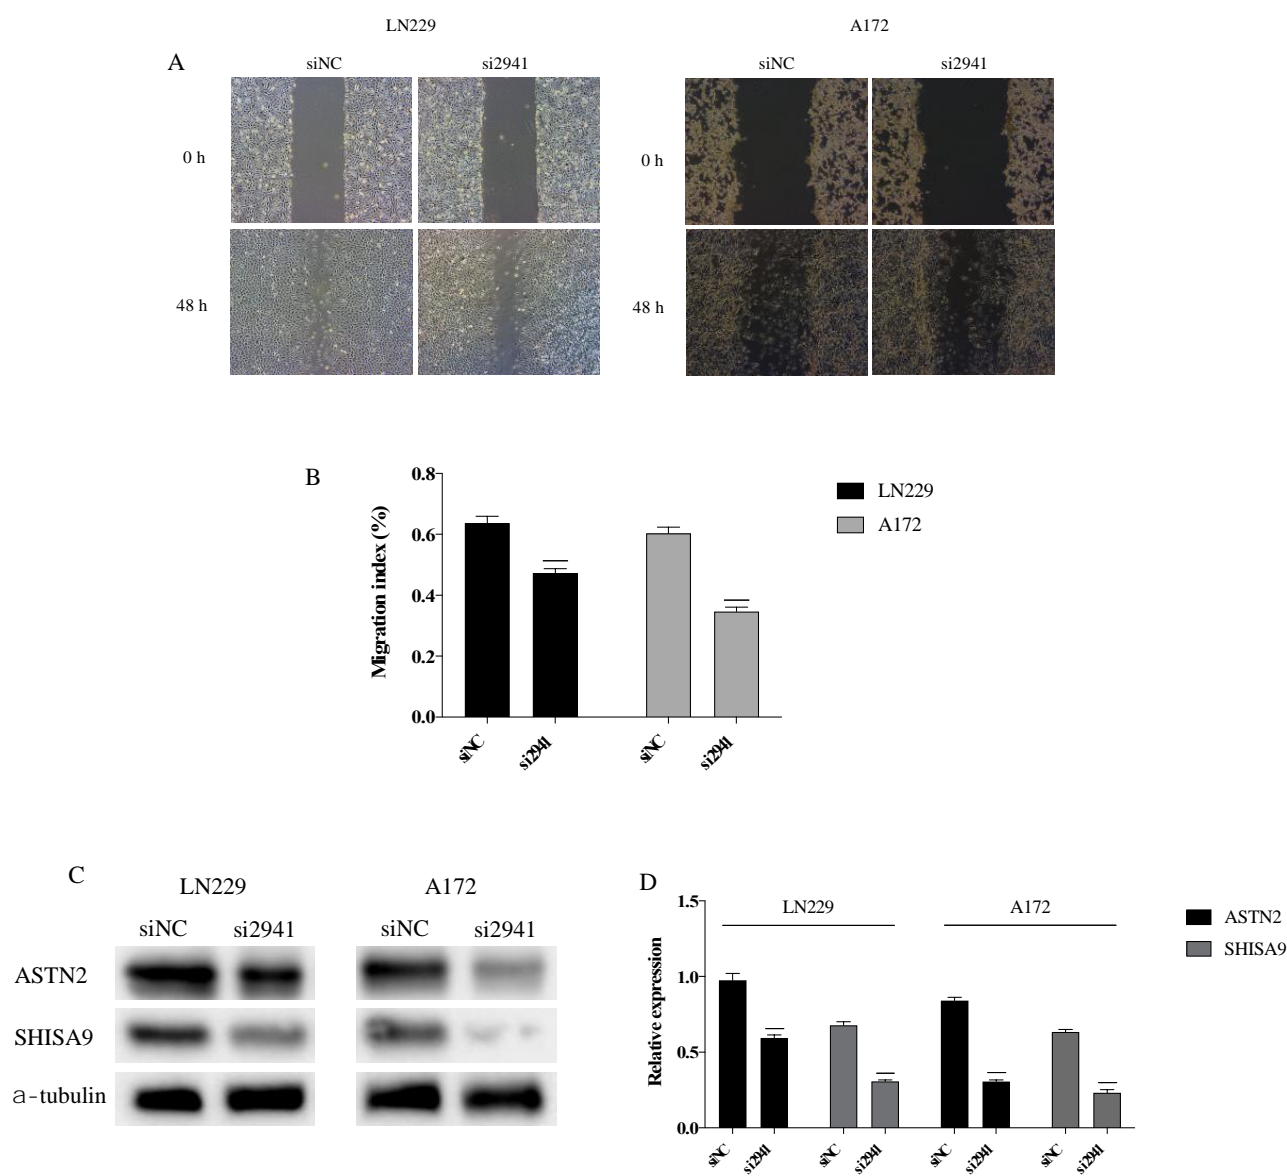 LN229
A172
A
siNC
si2941
siNC
si2941
0 h
0 h
48 h
48 h
B
Migration index (%)
0.8
0.6
0.4
0.2
0.0
siNC
si2941
siNC
si2941
LN229
A172
C
LN229
A172
siNC
si2941
siNC
si2941
ASTN2
SHISA9
a-tubulin
D
Relative expression
1.5
1.0
0.5
0.0
LN229
A172
siNC
si2941
siNC
si2941
siNC
si2941
siNC
si2941
ASTN2
SHISA9